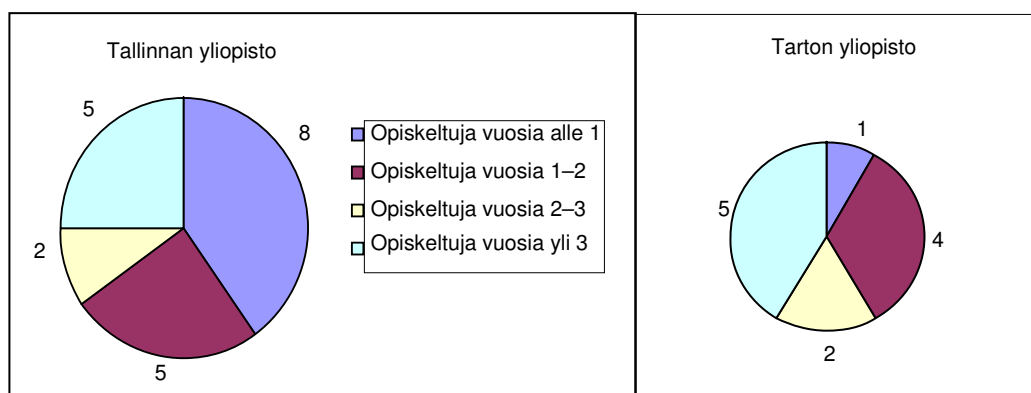 Tallinnan yliopisto
5
8
2
5
Opiskeltuja vuosia alle 1
Opiskeltuja vuosia 1–2
Opiskeltuja vuosia 2–3
Opiskeltuja vuosia yli 3
Tarton yliopisto
1
5
4
2